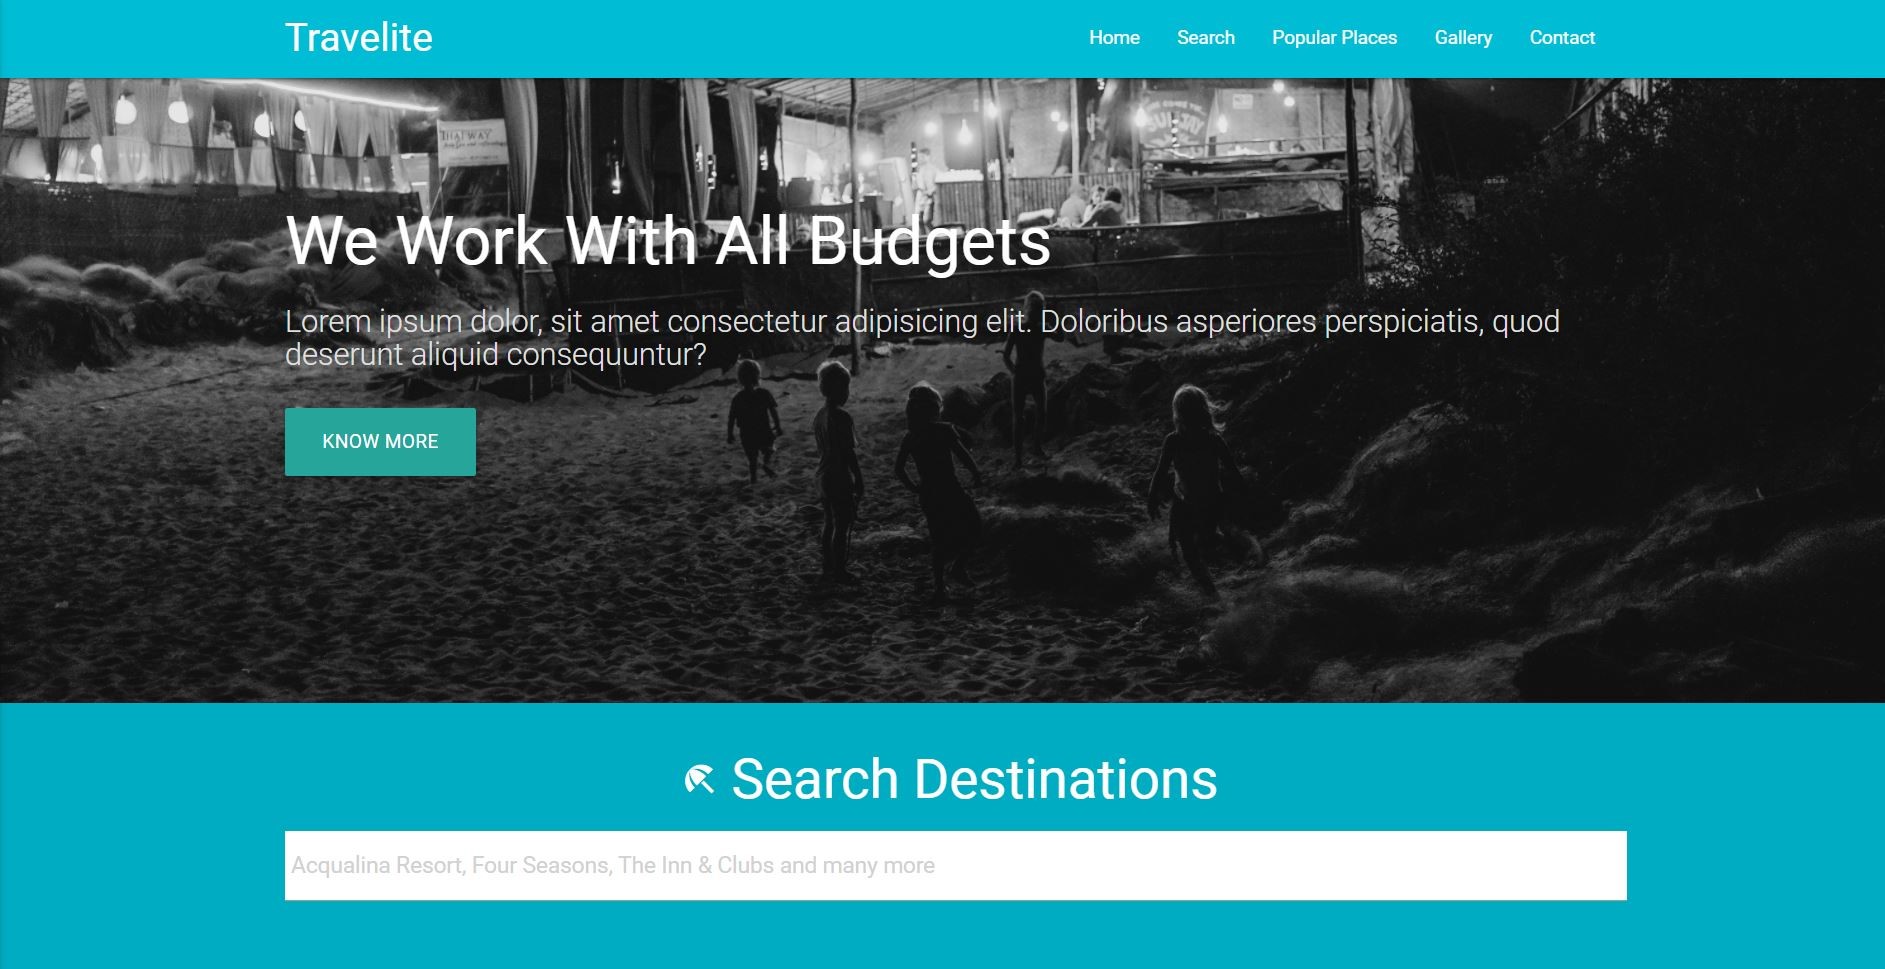 Travelite
Home Search Popular Places Gallery Contact
THAT WAY
We Work With All Budgets
Lorem ipsum dolor, sit amet consectetur adipisicing elit. Doloribus asperiores perspiciatis, quod
deserunt aliquid consequuntur?
KNOW MORE
Search Destinations
Acqualina Resort, Four Seasons, The Inn & Clubs and many more